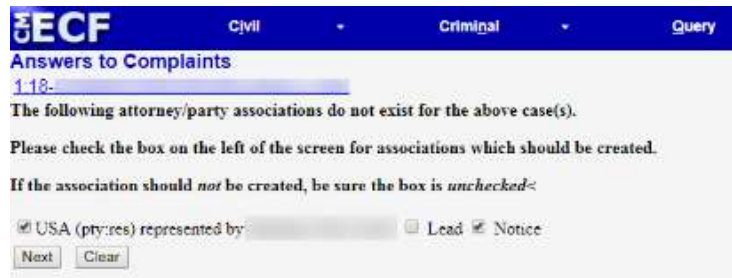 CM ECF Civil Criminal Query
Answers to Complaints
1:18-
The following attorney/party associations do not exist for the above case(s).
Please check the box on the left of the screen for associations which should be created.
If the association should not be created, be sure the box is unchecked<
USA (pty:res) represented by Lead Notice
Next Clear